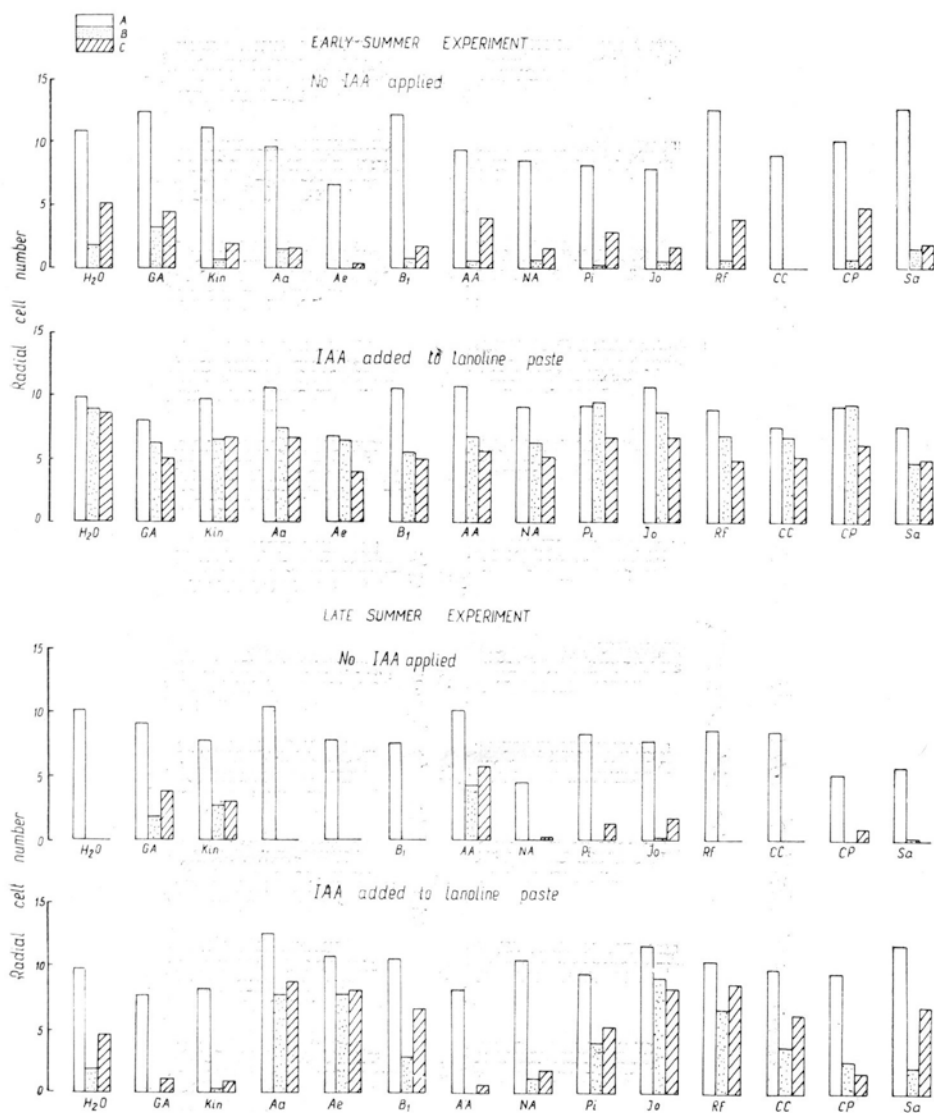 A
B
C
EARLY-SUMMER EXPERIMENT
No IAA applied
15
10
5
0
H₂O GA Kin Aa Ae B₁ AA NA Pi Jo Rf CC CP Sa
Radial cell number
IAA added to lanoline paste
15
10
5
0
H₂O GA Kin Aa Ae B₁ AA NA Pi Jo Rf CC CP Sa
LATE SUMMER EXPERIMENT
No IAA applied
15
10
5
0
H₂O GA Kin B₁ AA NA Pi Jo Rf CC CP Sa
Radial cell number
IAA added to lanoline paste
10
5
0
H₂O GA Kin Aa Ae B₁ AA NA Pi Jo Rf CC CP Sa